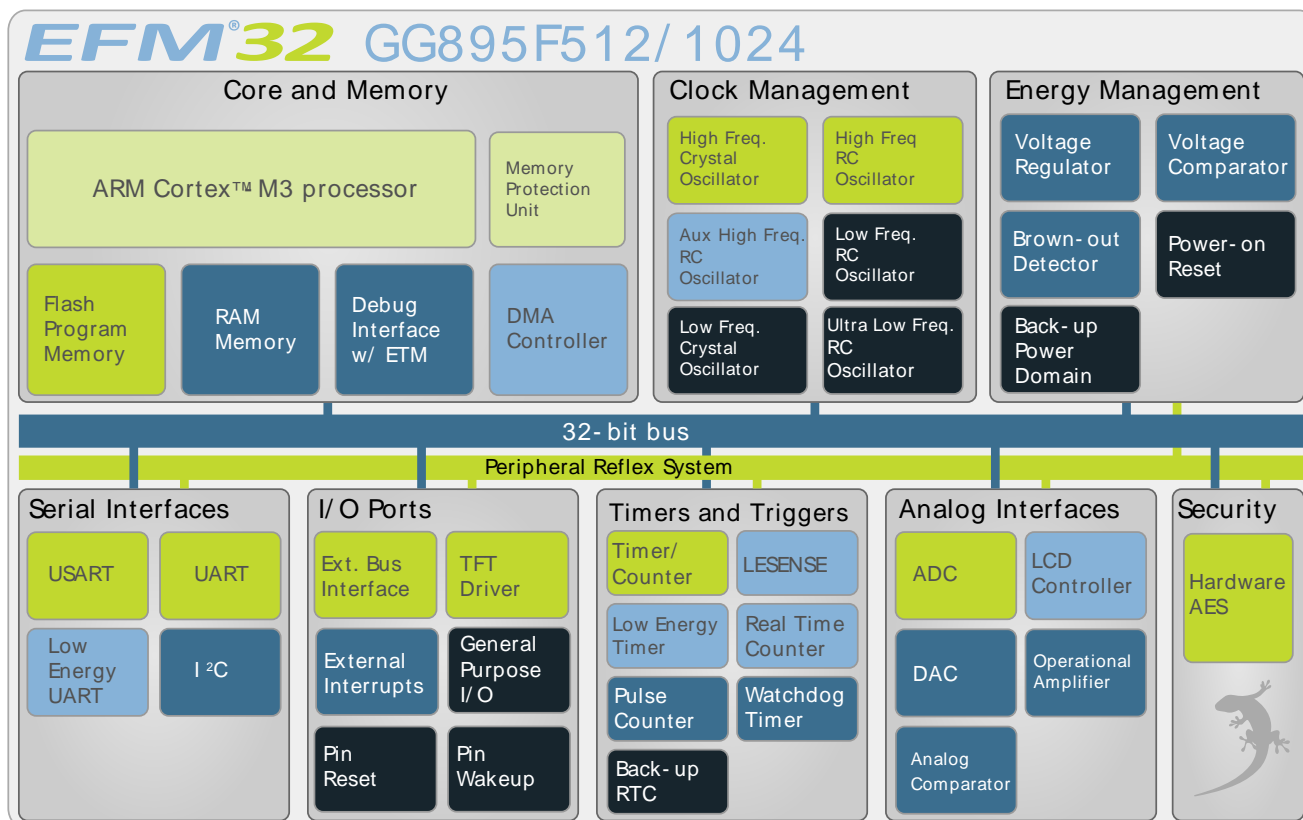 EFM®32 GG895F512/1024
Core and Memory
ARM Cortex™ M3 processor
Memory
Protection
Unit
Flash
Program
Memory
RAM
Memory
Debug
Interface
w/ ETM
DMA
Controller
Clock Management
High Freq.
Crystal
Oscillator
High Freq
RC
Oscillator
Aux High Freq.
RC
Oscillator
Low Freq.
RC
Oscillator
Low Freq.
Crystal
Oscillator
Ultra Low Freq.
RC
Oscillator
Energy Management
Voltage
Regulator
Voltage
Comparator
Brown-out
Detector
Power-on
Reset
Back-up
Power
Domain
32-bit bus
Peripheral Reflex System
Serial Interfaces
USART
UART
Low
Energy
UART
I²C
I/O Ports
Ext. Bus
Interface
TFT
Driver
External
Interrupts
General
Purpose
I/O
Pin
Reset
Pin
Wakeup
Timers and Triggers
Timer/
Counter
LESENSE
Low Energy
Timer
Real Time
Counter
Pulse
Counter
Watchdog
Timer
Back-up
RTC
Analog Interfaces
ADC
LCD
Controller
DAC
Operational
Amplifier
Analog
Comparator
Security
Hardware
AES